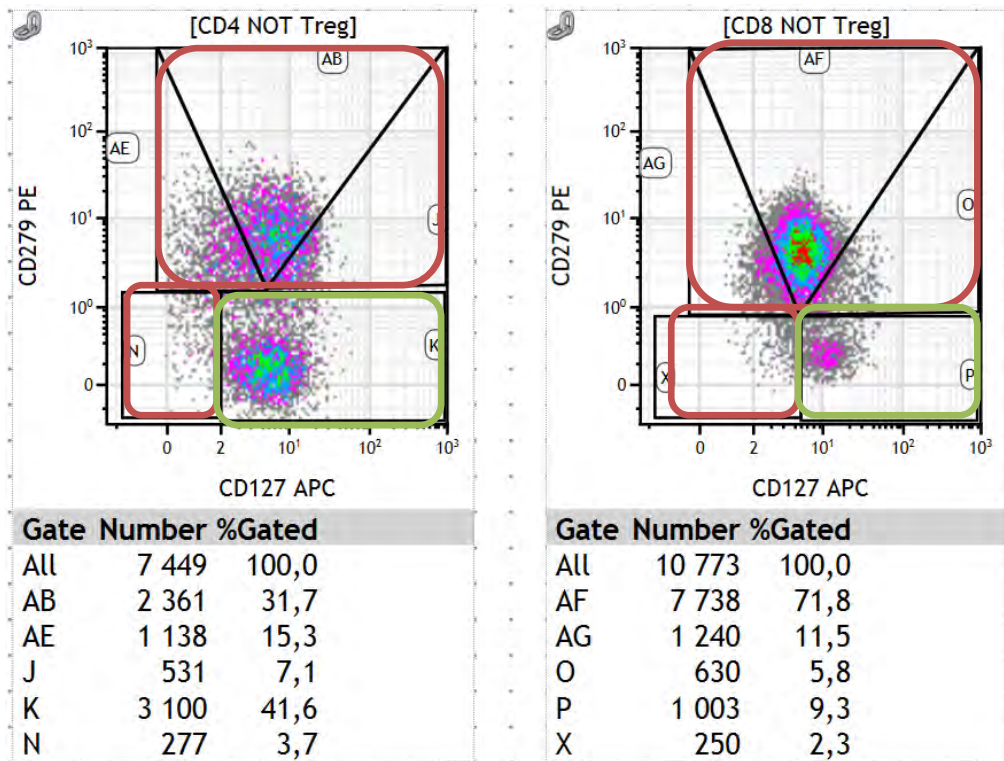 [CD4 NOT Treg]
10³
AB
10²
AE
CD279 PE
10¹
J
10⁰
N
K
0
0 2 10¹ 10² 10³
CD127 APC
Gate Number %Gated
All 7 449 100,0
AB 2 361 31,7
AE 1 138 15,3
J 531 7,1
K 3 100 41,6
N 277 3,7
[CD8 NOT Treg]
10³
AF
10²
AG
CD279 PE
O
10¹
10⁰
X
P
0
0 2 10¹ 10² 10³
CD127 APC
Gate Number %Gated
All 10 773 100,0
AF 7 738 71,8
AG 1 240 11,5
O 630 5,8
P 1 003 9,3
X 250 2,3